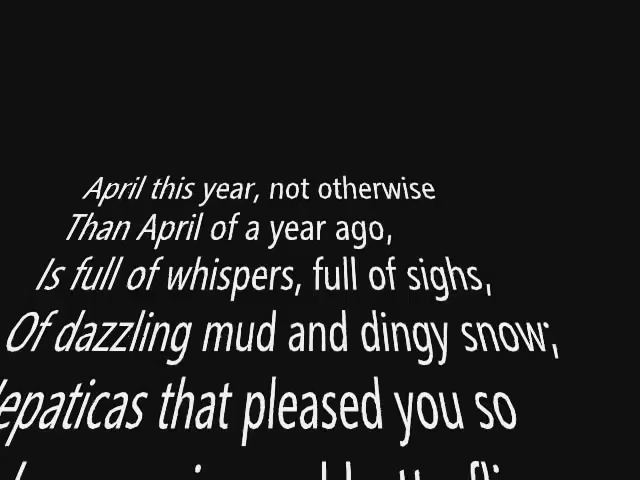 April this year, not otherwise
Than April of a year ago,
Is full of whispers, full of sighs,
Of dazzling mud and dingy snow;
Hepaticas that pleased you so